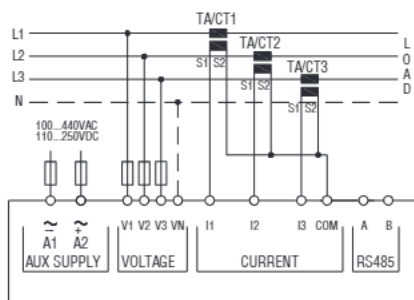 TA/CT1
L1
L2
TA/CT2
L3
TA/CT3
N
L
O
A
D
S1 S2
S1 S2
S1 S2
100...440VAC
110...250VDC
V1 V2 V3 VN I1 I2 I3 COM A B
~ ~
- +
A1 A2
AUX SUPPLY VOLTAGE CURRENT RS485